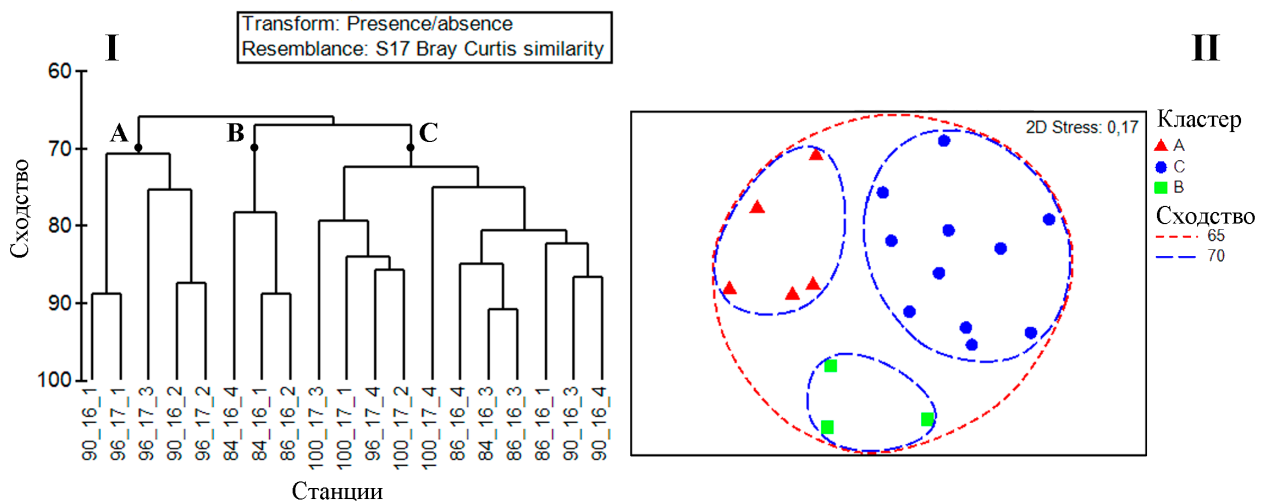 I
Transform: Presence/absence
Resemblance: S17 Bray Curtis similarity
Сходство
60
70
80
90
100
A
B
C
90_16_1
96_17_1
96_17_3
90_16_2
96_17_2
84_16_4
84_16_1
86_16_2
100_17_3
100_17_1
96_17_4
100_17_2
100_17_4
86_16_4
84_16_3
86_16_3
86_16_1
90_16_3
90_16_4
Станции
II
2D Stress: 0,17
Кластер
A
C
B
Сходство
65
70